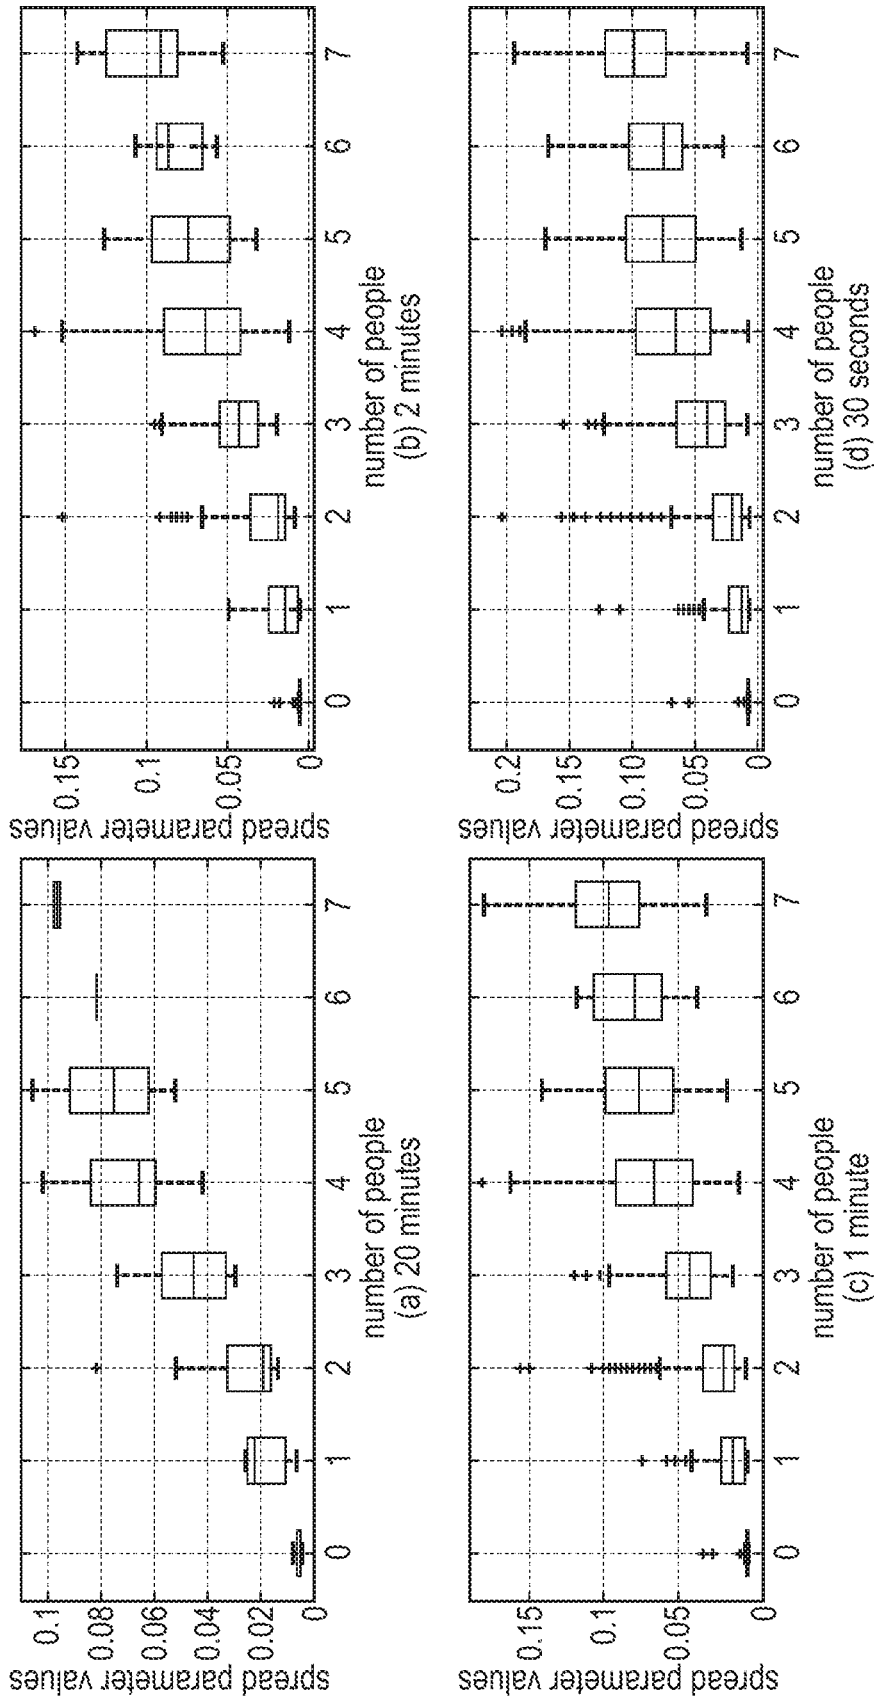 spread parameter values
0.1
0.08
0.06
0.04
0.02
0
0 1 2 3 4 5 6 7
number of people
(a) 20 minutes
spread parameter values
0.15
0.1
0.05
0
0 1 2 3 4 5 6 7
number of people
(b) 2 minutes
spread parameter values
0.15
0.1
0.05
0
0 1 2 3 4 5 6 7
number of people
(c) 1 minute
spread parameter values
0.2
0.15
0.10
0.05
0
0 1 2 3 4 5 6 7
number of people
(d) 30 seconds